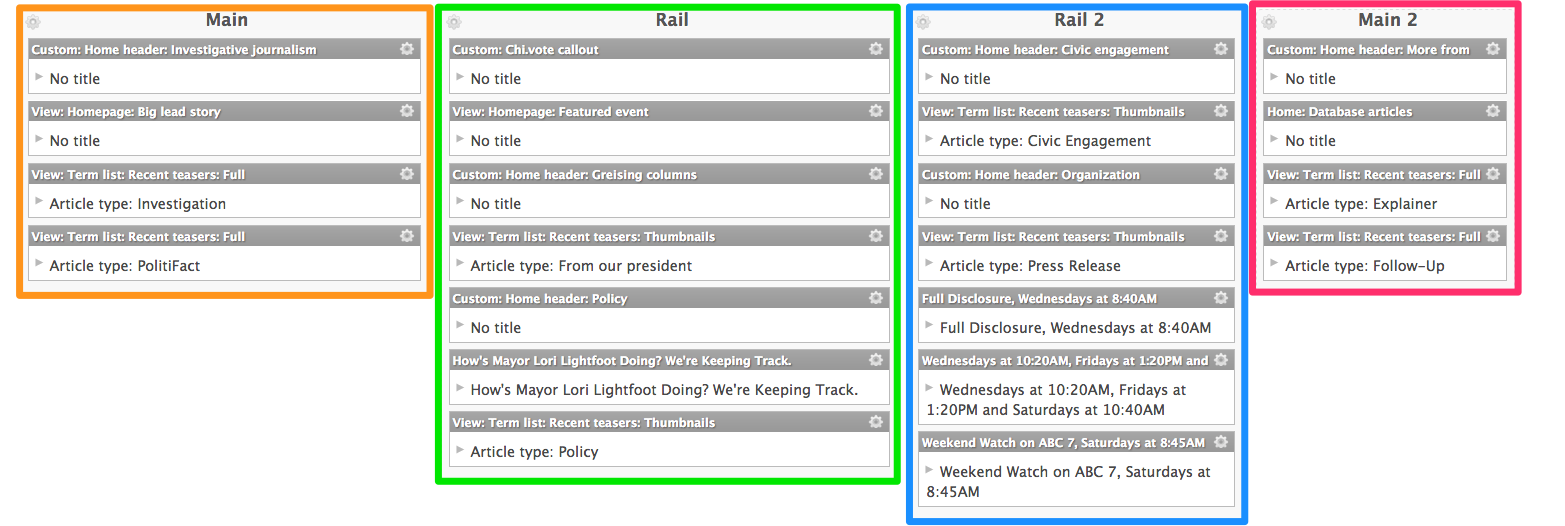 Main
Custom: Home header: Investigative journalism
No title
View: Homepage: Big lead story
No title
View: Term list: Recent teasers: Full
Article type: Investigation
View: Term list: Recent teasers: Full
Article type: PolitiFact
Rail
Custom: Chi.vote callout
No title
View: Homepage: Featured event
No title
Custom: Home header: Greising columns
No title
View: Term list: Recent teasers: Thumbnails
Article type: From our president
Custom: Home header: Policy
No title
How's Mayor Lori Lightfoot Doing? We're Keeping Track.
How's Mayor Lori Lightfoot Doing? We're Keeping Track.
View: Term list: Recent teasers: Thumbnails
Article type: Policy
Rail 2
Custom: Home header: Civic engagement
No title
View: Term list: Recent teasers: Thumbnails
Article type: Civic Engagement
Custom: Home header: Organization
No title
View: Term list: Recent teasers: Thumbnails
Article type: Press Release
Full Disclosure, Wednesdays at 8:40AM
Full Disclosure, Wednesdays at 8:40AM
Wednesdays at 10:20AM, Fridays at 1:20PM and
Wednesdays at 10:20AM, Fridays at
1:20PM and Saturdays at 10:40AM
Weekend Watch on ABC 7, Saturdays at 8:45AM
Weekend Watch on ABC 7, Saturdays at
8:45AM
Main 2
Custom: Home header: More from
No title
Home: Database articles
No title
View: Term list: Recent teasers: Full
Article type: Explainer
View: Term list: Recent teasers: Full
Article type: Follow-Up